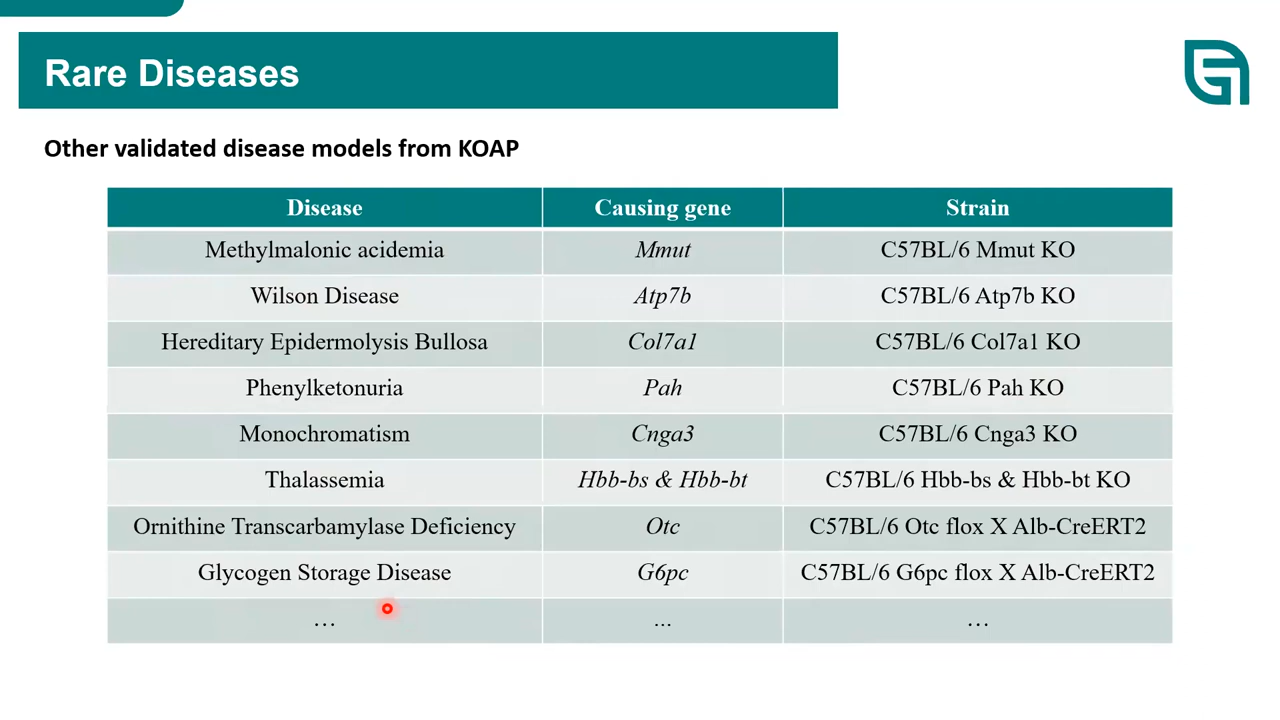 Rare Diseases
Other validated disease models from KOAP
Disease Causing gene Strain
Methylmalonic acidemia Mmut C57BL/6 Mmut KO
Wilson Disease Atp7b C57BL/6 Atp7b KO
Hereditary Epidermolysis Bullosa Col7a1 C57BL/6 Col7a1 KO
Phenylketonuria Pah C57BL/6 Pah KO
Monochromatism Cnga3 C57BL/6 Cnga3 KO
Thalassemia Hbb-bs & Hbb-bt C57BL/6 Hbb-bs & Hbb-bt KO
Ornithine Transcarbamylase Deficiency Otc C57BL/6 Otc flox X Alb-CreERT2
Glycogen Storage Disease G6pc C57BL/6 G6pc flox X Alb-CreERT2
… … …